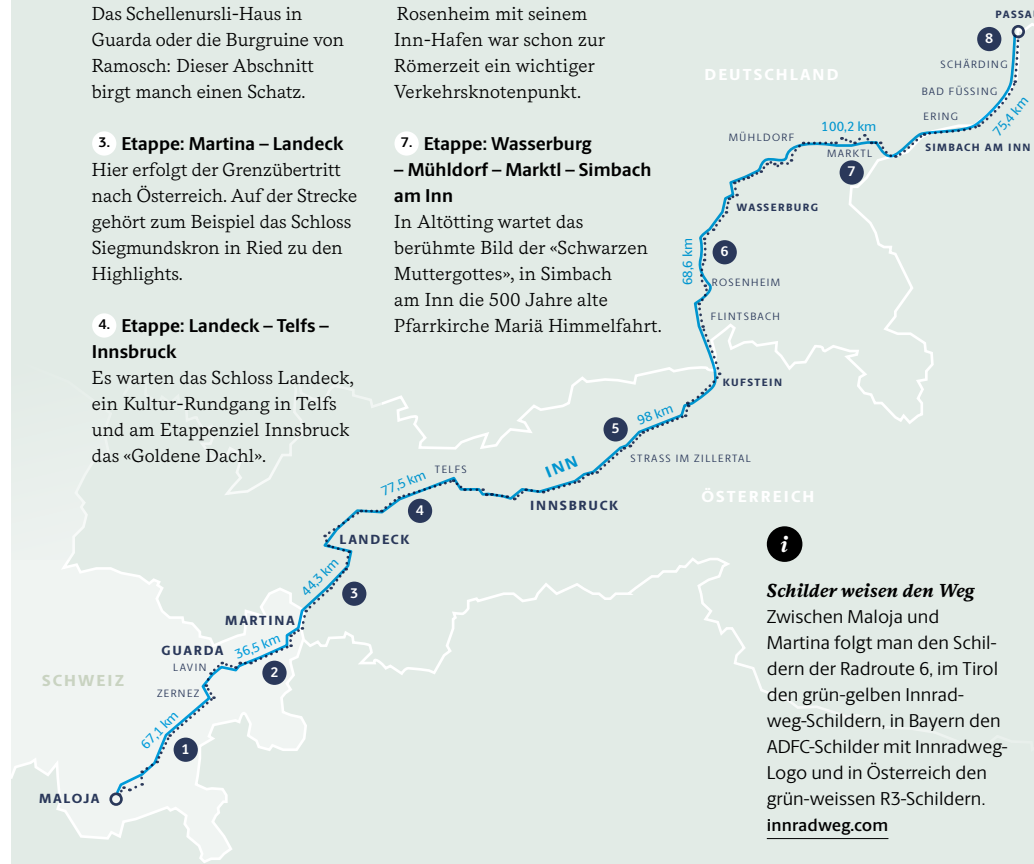 Das Schellenursli-Haus in
Guarda oder die Burgruine von
Ramosch: Dieser Abschnitt
birgt manch einen Schatz.
3. Etappe: Martina – Landeck
Hier erfolgt der Grenzübertritt
nach Österreich. Auf der Strecke
gehört zum Beispiel das Schloss
Siegmundskron in Ried zu den
Highlights.
4. Etappe: Landeck – Telfs –
Innsbruck
Es warten das Schloss Landeck,
ein Kultur-Rundgang in Telfs
und am Etappenziel Innsbruck
das «Goldene Dachl».
Rosenheim mit seinem
Inn-Hafen war schon zur
Römerzeit ein wichtiger
Verkehrsknotenpunkt.
7. Etappe: Wasserburg
– Mühldorf – Marktl – Simbach
am Inn
In Altötting wartet das
berühmte Bild der «Schwarzen
Muttergottes», in Simbach
am Inn die 500 Jahre alte
Pfarrkirche Mariä Himmelfahrt.
PASSAU
8
SCHÄRDING
DEUTSCHLAND
BAD FÜSSING
75,4 km
ERING
100,2 km
MÜHLDORF
SIMBACH AM INN
MARKTL
7
WASSERBURG
68,6 km
6
ROSENHEIM
FLINTSBACH
KUFSTEIN
98 km
5
STRASS IM ZILLERTAL
INN
TELFS
77,5 km
4
INNSBRUCK
ÖSTERREICH
LANDECK
44,3 km
3
MARTINA
GUARDA
36,5 km
LAVIN
2
SCHWEIZ
ZERNEZ
67,1 km
1
MALOJA
i
Schilder weisen den Weg
Zwischen Maloja und
Martina folgt man den Schil-
dern der Radroute 6, im Tirol
den grün-gelben Innrad-
weg-Schildern, in Bayern den
ADFC-Schilder mit Innradweg-
Logo und in Österreich den
grün-weissen R3-Schildern.
innradweg.com